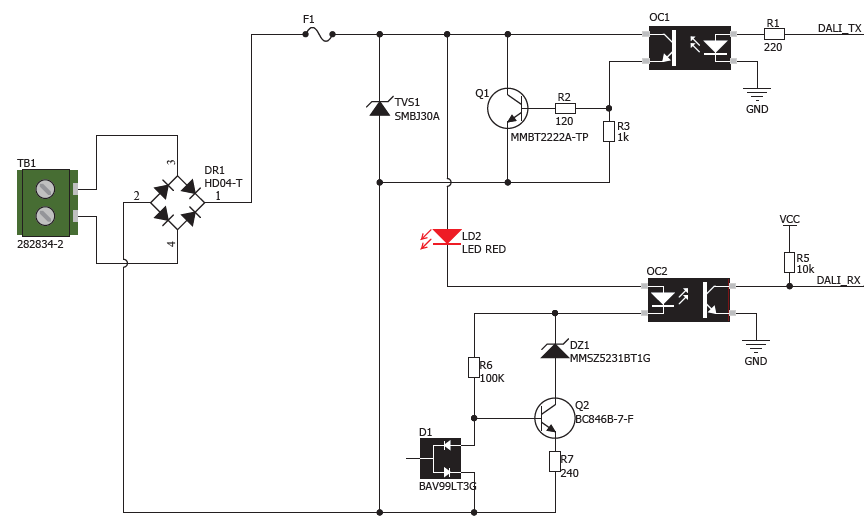 F1
OC1
R1
220
DALI_TX
GND
TVS1
SMBJ30A
Q1
R2
120
MMBT2222A-TP
R3
1k
TB1
282834-2
3
DR1
HD04-T
2
1
4
LD2
LED RED
VCC
R5
10k
OC2
DALI_RX
GND
DZ1
MMSZ5231BT1G
R6
100K
Q2
BC846B-7-F
D1
BAV99LT3G
R7
240